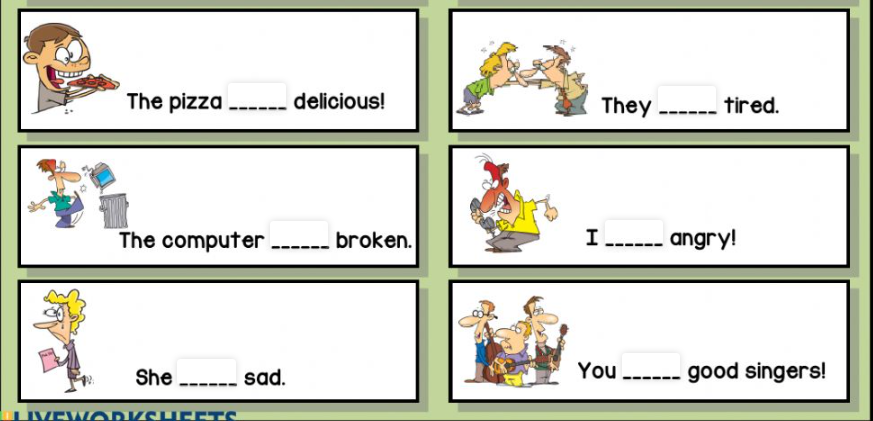 The pizza ______ delicious!
They ______ tired.
The computer ______ broken.
I ______ angry!
She ______ sad.
You ______ good singers!
LIVEWORKSHEETS